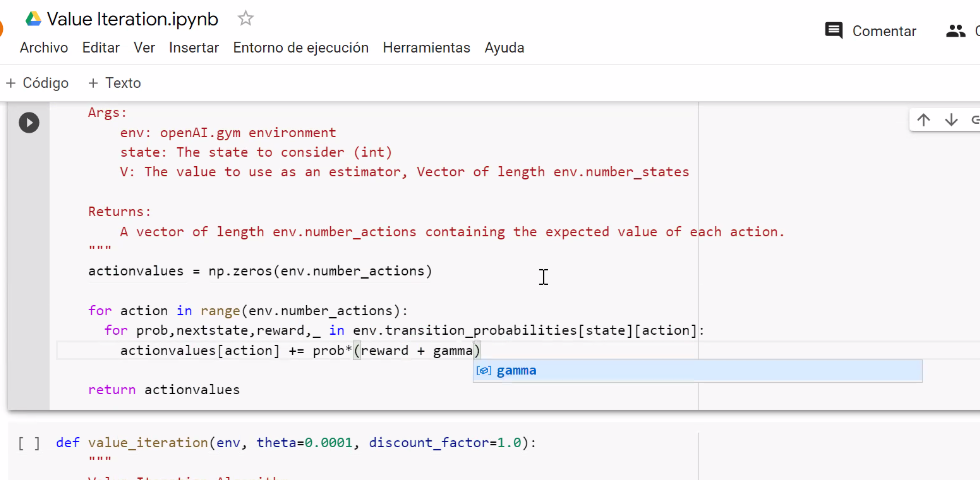 Value Iteration.ipynb
Comentar
Archivo Editar Ver Insertar Entorno de ejecución Herramientas Ayuda
+ Código + Texto
Args:
env: openAI.gym environment
state: The state to consider (int)
V: The value to use as an estimator, Vector of length env.number_states
Returns:
A vector of length env.number_actions containing the expected value of each action.
"""
actionvalues = np.zeros(env.number_actions)
for action in range(env.number_actions):
for prob,nextstate,reward,_ in env.transition_probabilities[state][action]:
actionvalues[action] += prob*(reward + gamma)
gamma
return actionvalues
[ ] def value_iteration(env, theta=0.0001, discount_factor=1.0):
"""